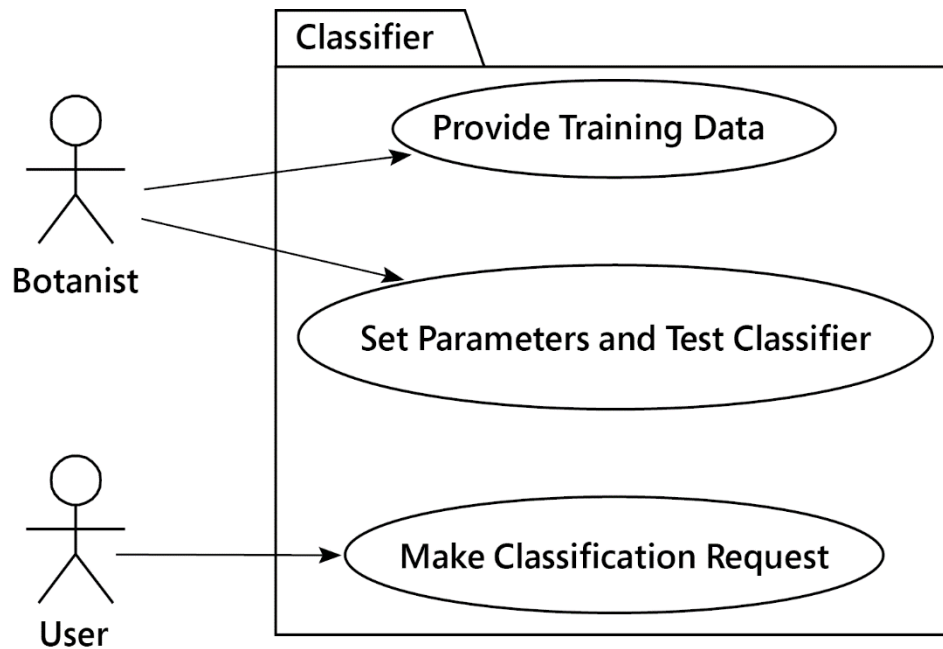 Classifier
Provide Training Data
Botanist
Set Parameters and Test Classifier
Make Classification Request
User